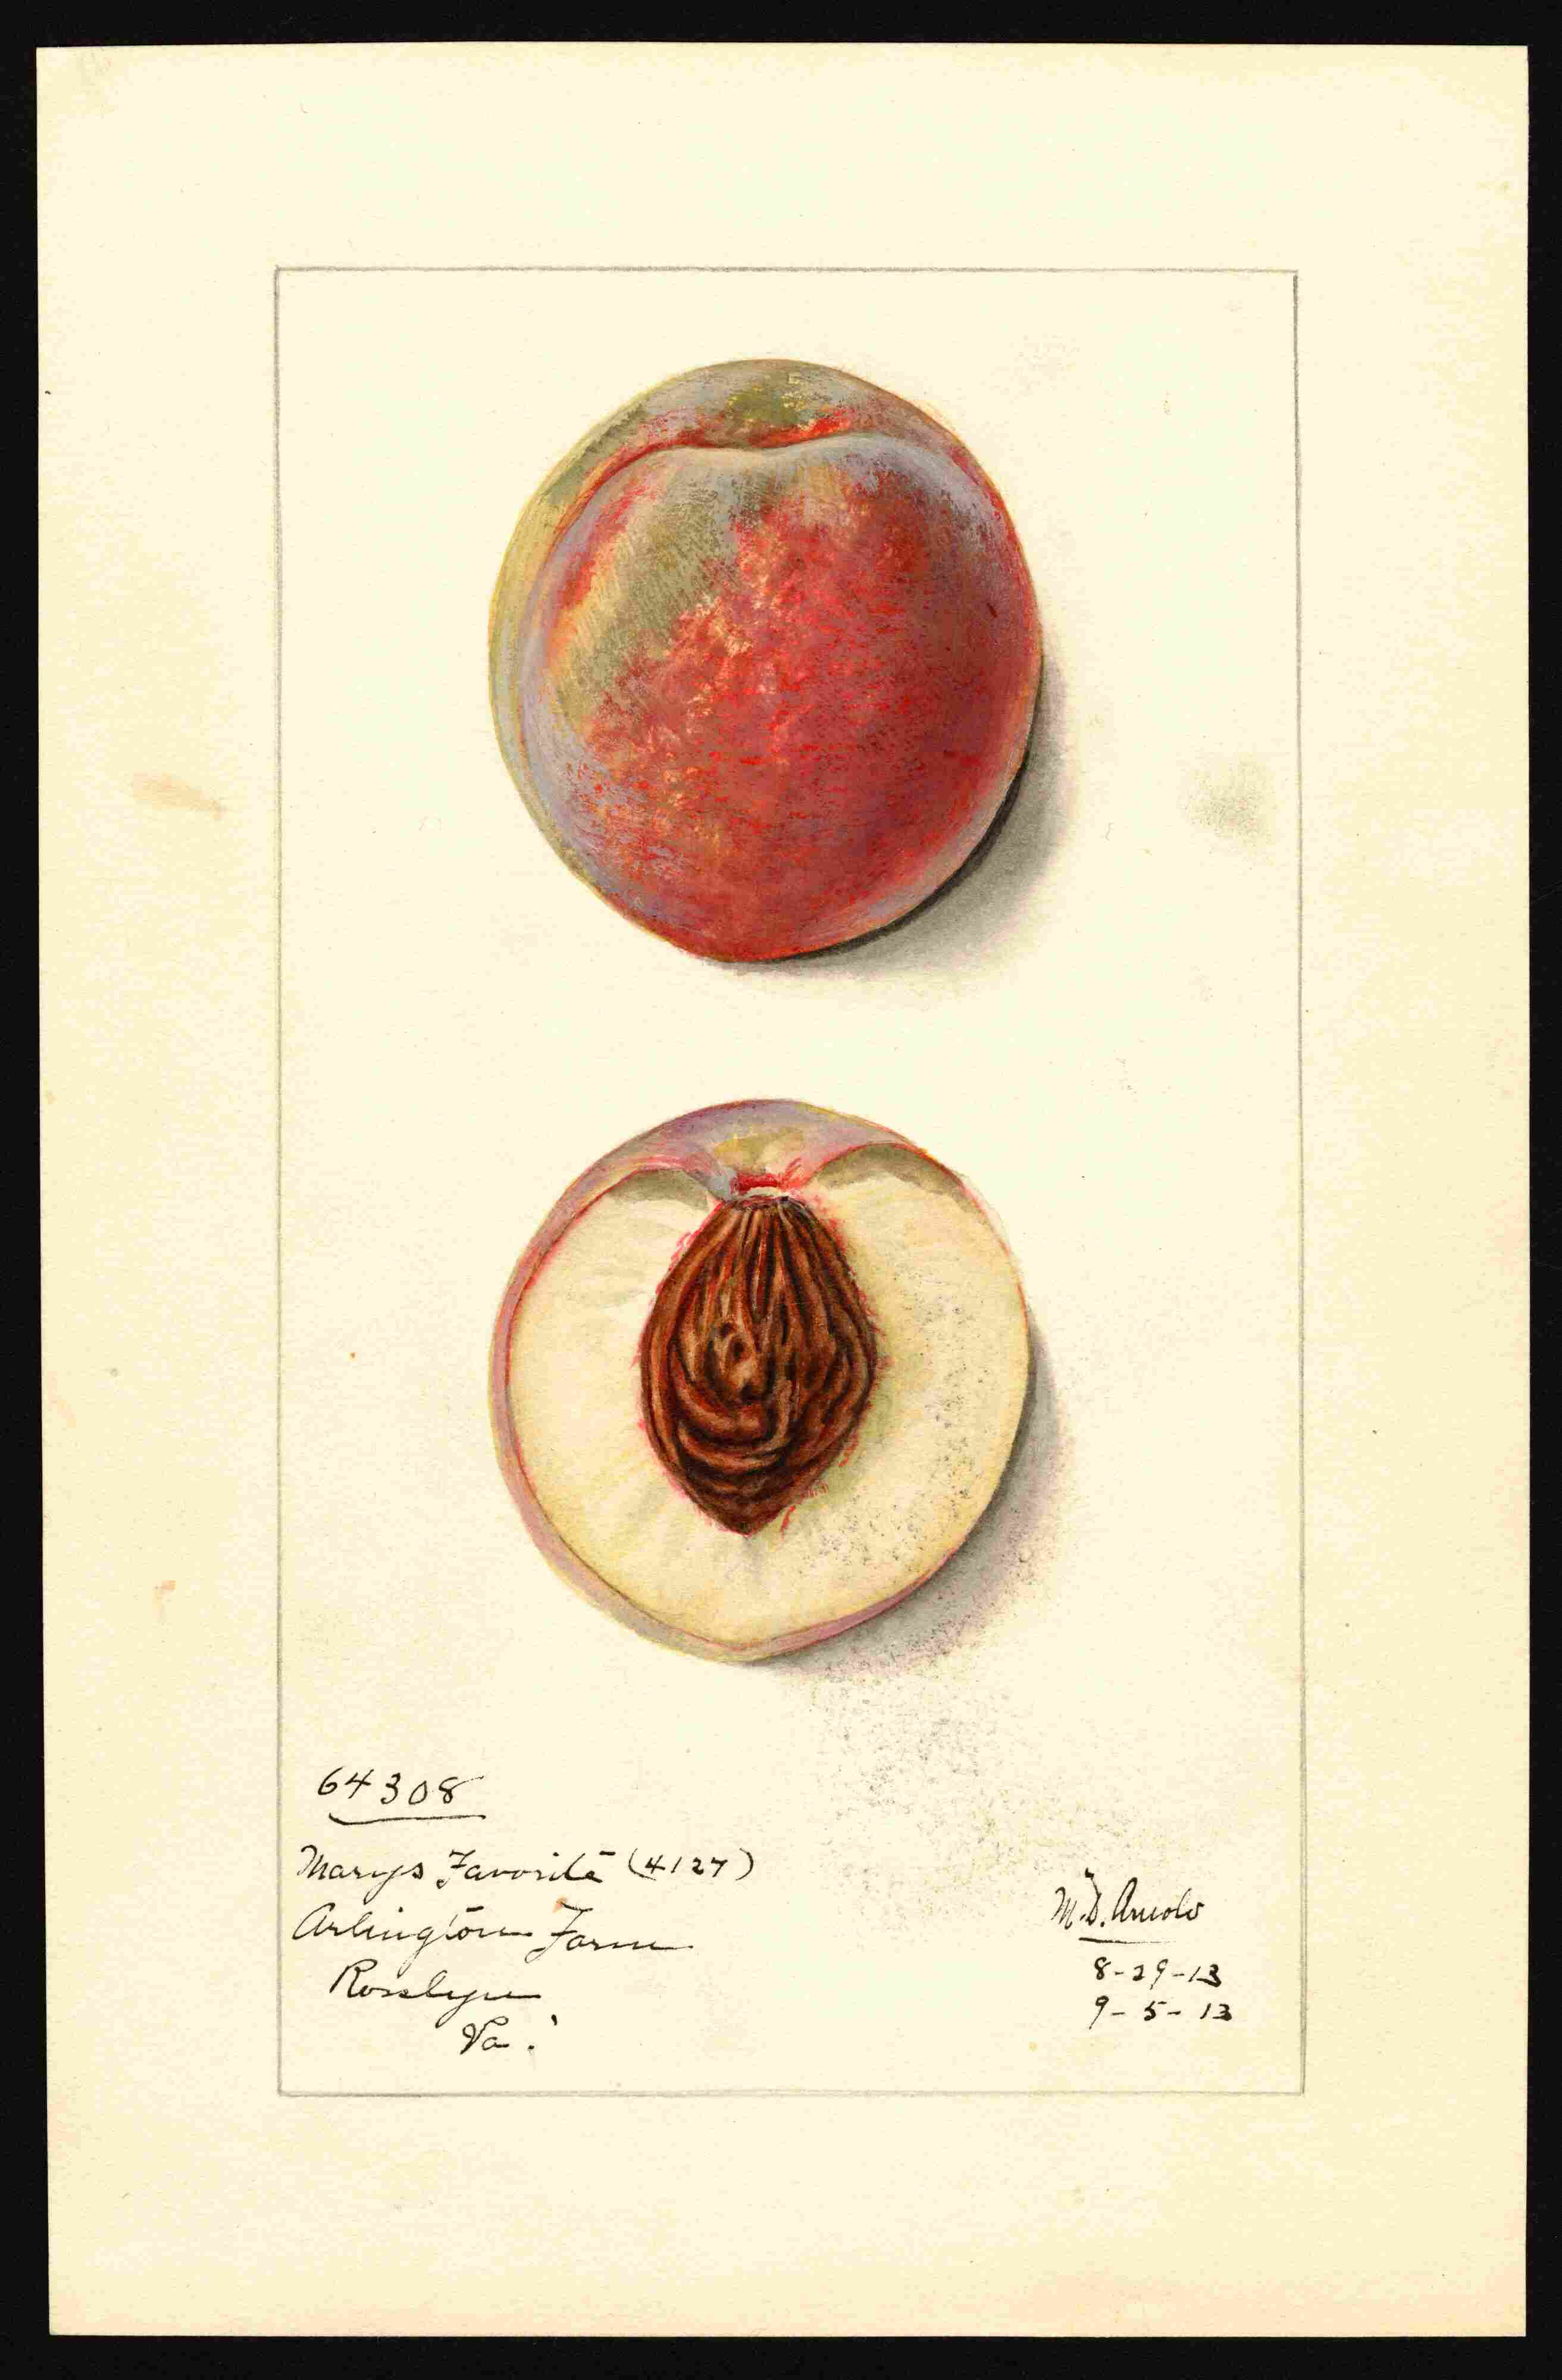 64308
Marys Favorite (4127)
Arlington Farm
Rosslyn
Va.
M.D. Arnold
8-29-13
9-5-13